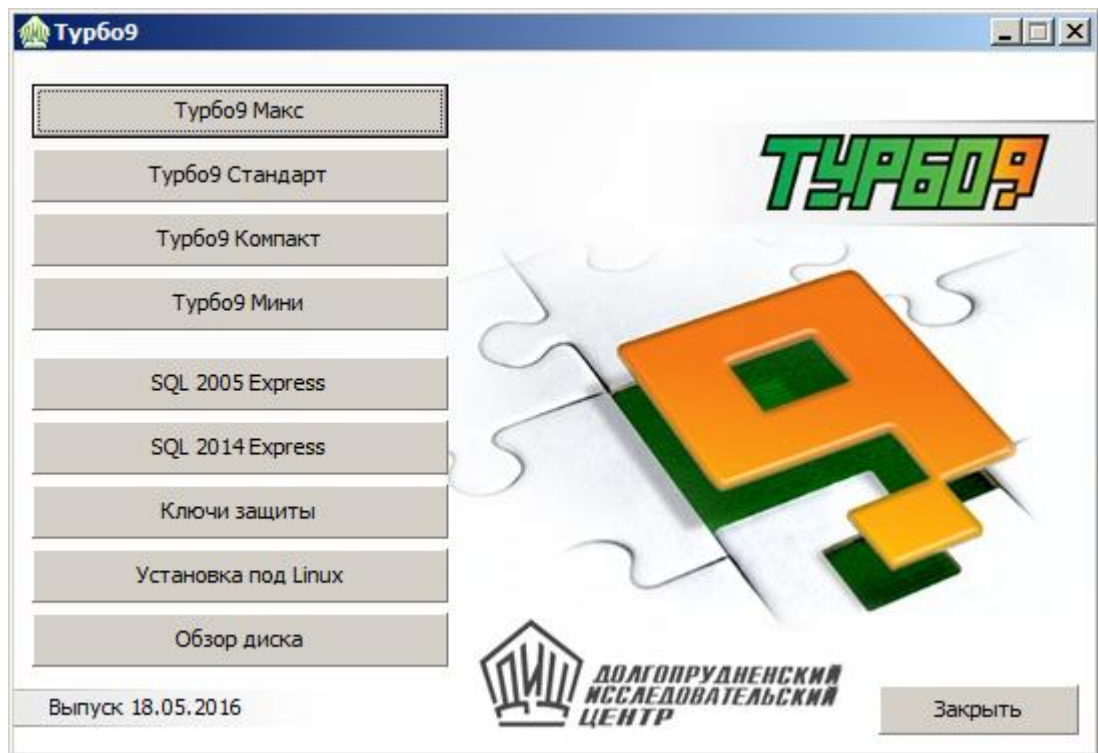 Турбо9
Турбо9 Макс
Турбо9 Стандарт
Турбо9 Компакт
Турбо9 Мини
SQL 2005 Express
SQL 2014 Express
Ключи защиты
Установка под Linux
Обзор диска
Выпуск 18.05.2016
ТУРБО9
ДИЦ
ДОЛГОПРУДНЕНСКИЙ
ИССЛЕДОВАТЕЛЬСКИЙ
ЦЕНТР
Закрыть